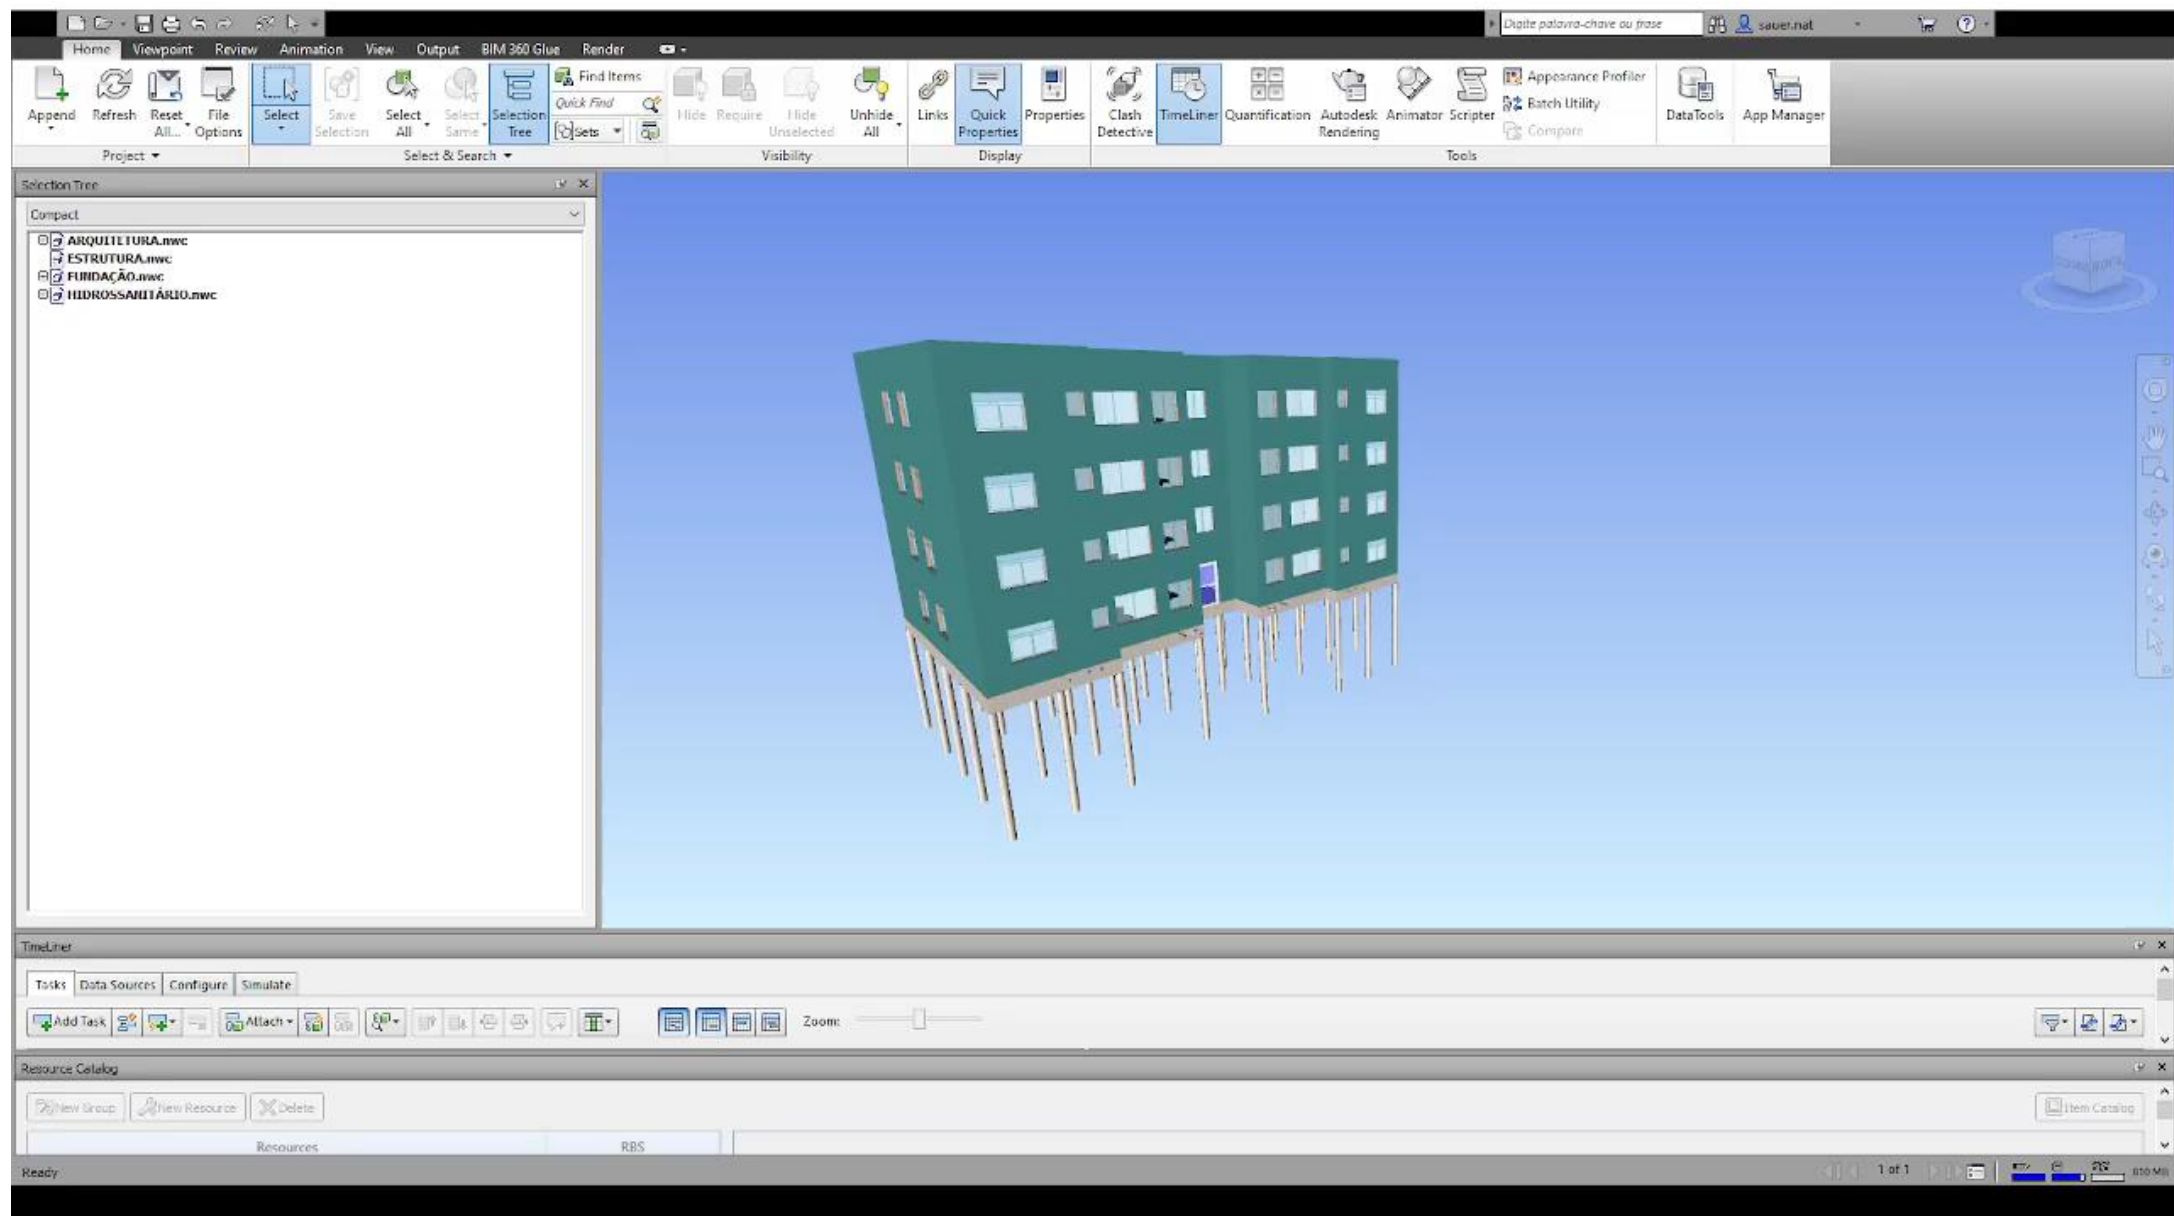 Digite palavra-chave ou frase
sauer.nat
Home Viewpoint Review Animation View Output BIM 360 Glue Render
Append Refresh Reset All... File Options
Select Save Selection Select All Select Same Selection Tree
Find Items
Quick Find
Sets
Hide Require Hide Unselected Unhide All
Links Quick Properties Properties
Clash Detective TimeLiner Quantification Autodesk Rendering Animator Scripter
Appearance Profiler
Batch Utility
Compare
DataTools App Manager
Project Select & Search Visibility Display Tools
Selection Tree
Compact
ARQUITETURA.nwc
ESTRUTURA.nwc
FUNDAÇÃO.nwc
HIDROSSANITÁRIO.nwc
TimeLiner
Tasks Data Sources Configure Simulate
Add Task Attach Zoom:
Resource Catalog
New Group New Resource Delete Item Catalog
Resources RBS
Ready 1 of 1